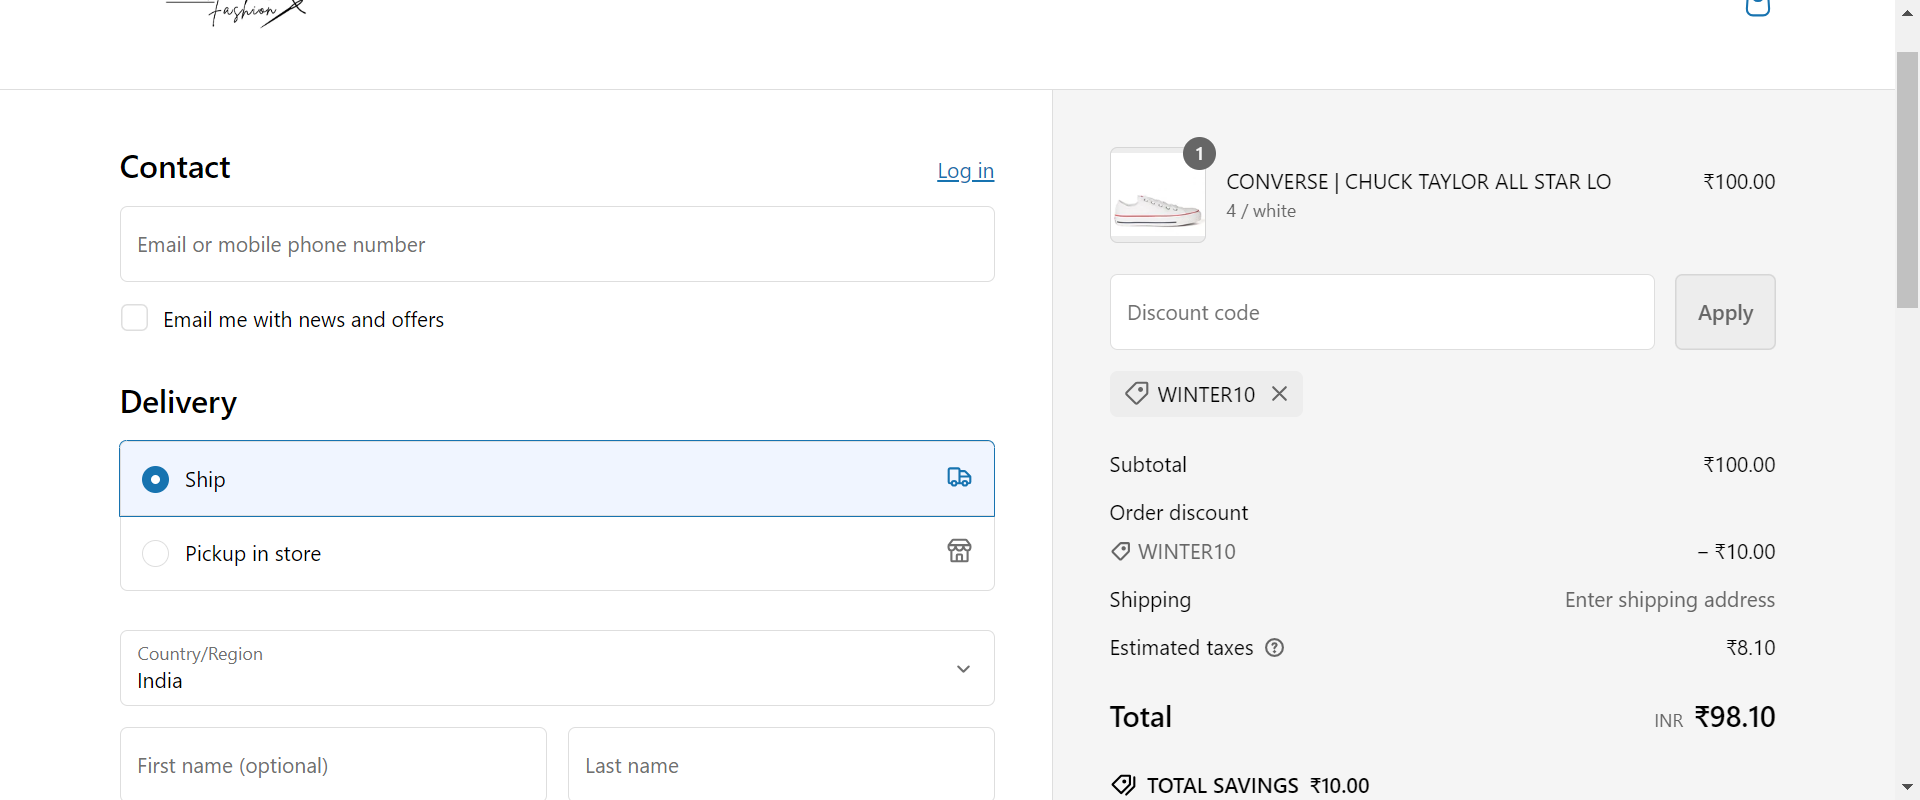 Fashion
Contact
Log in
Email or mobile phone number
Email me with news and offers
Delivery
Ship
Pickup in store
Country/Region
India
First name (optional)
Last name
1
CONVERSE | CHUCK TAYLOR ALL STAR LO
₹100.00
4 / white
Discount code
Apply
WINTER10
Subtotal
₹100.00
Order discount
WINTER10
– ₹10.00
Shipping
Enter shipping address
Estimated taxes
₹8.10
Total
INR ₹98.10
TOTAL SAVINGS ₹10.00